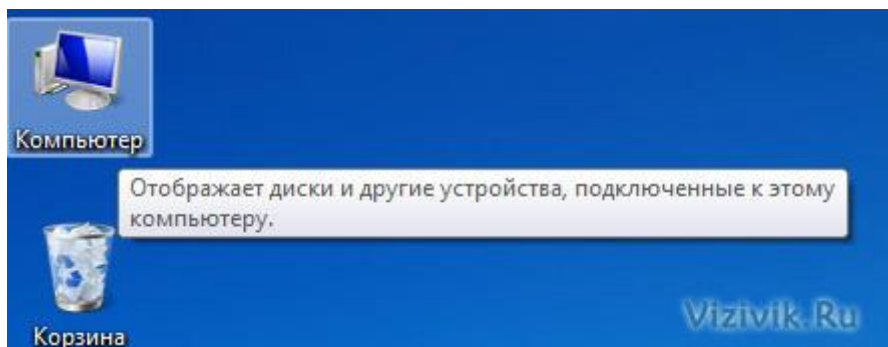 Компьютер
Отображает диски и другие устройства, подключенные к этому
компьютеру.
Корзина
Vizivik.Ru